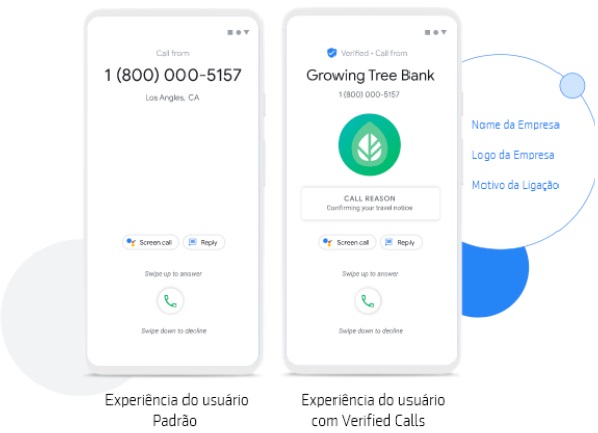 Call from
1 (800) 000-5157
Los Angles, CA
Screen call
Reply
Swipe up to answer
Swipe down to decline
Experiência do usuário
Padrão
Verified • Call from
Growing Tree Bank
1 (800) 000-5157
CALL REASON
Confirming your travel notice
Screen call
Reply
Swipe up to answer
Swipe down to decline
Experiência do usuário
com Verified Calls
Nome da Empresa
Logo da Empresa
Motivo da Ligação